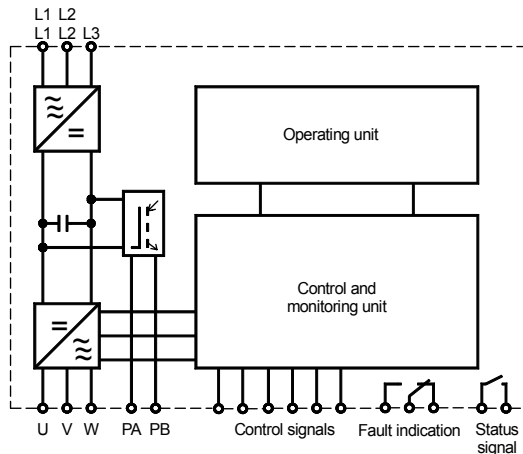 L1 L2
L1 L2 L3
Operating unit
Control and
monitoring unit
U V W PA PB Control signals Fault indication Status
signal